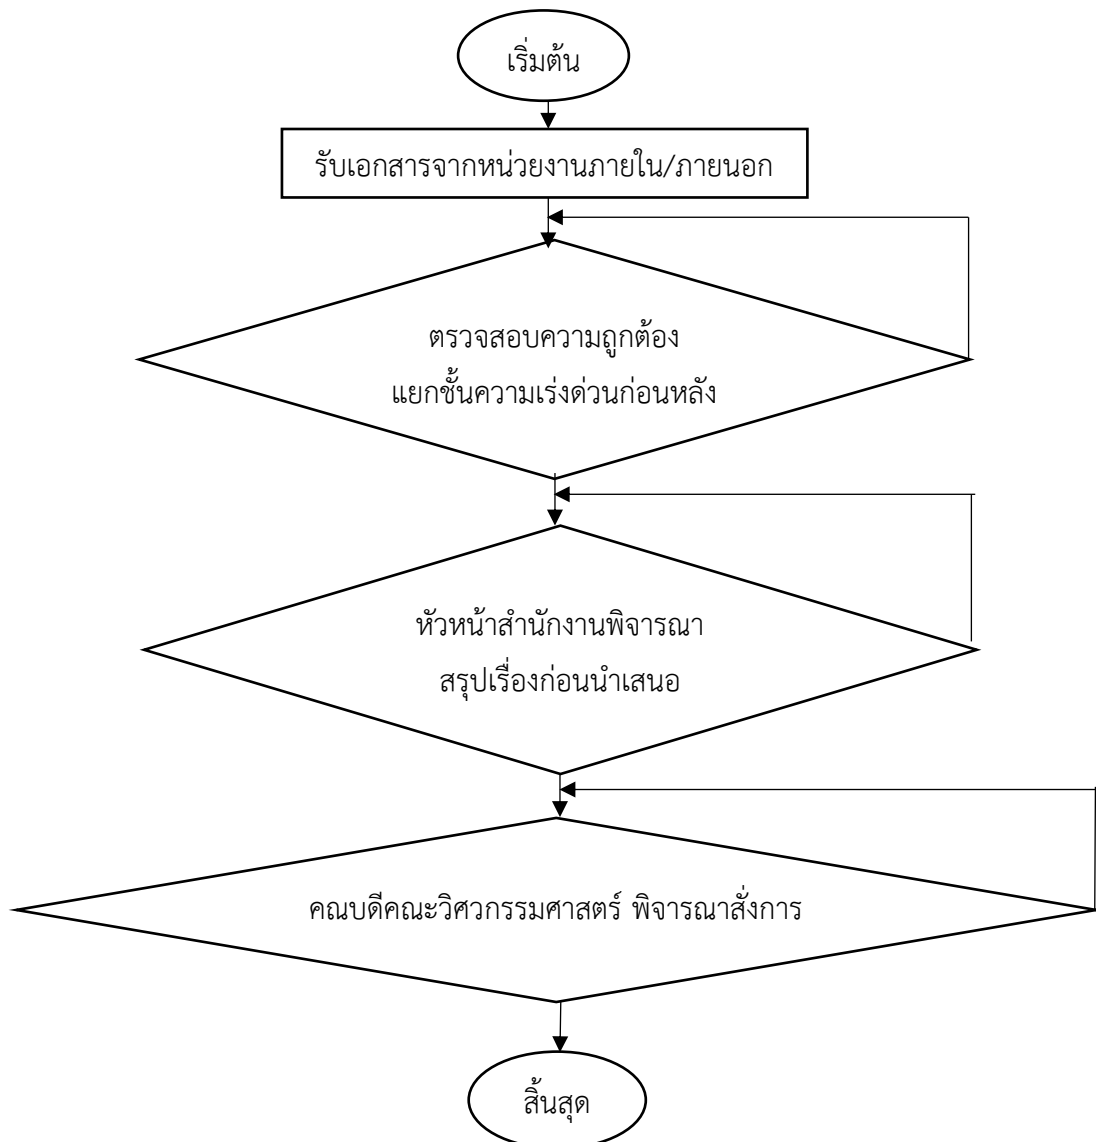 เริ่มต้น
รับเอกสารจากหน่วยงานภายใน/ภายนอก
ตรวจสอบความถูกต้อง
แยกชั้นความเร่งด่วนก่อนหลัง
หัวหน้าสำนักงานพิจารณา
สรุปเรื่องก่อนนำเสนอ
คณบดีคณะวิศวกรรมศาสตร์ พิจารณาสั่งการ
สิ้นสุด